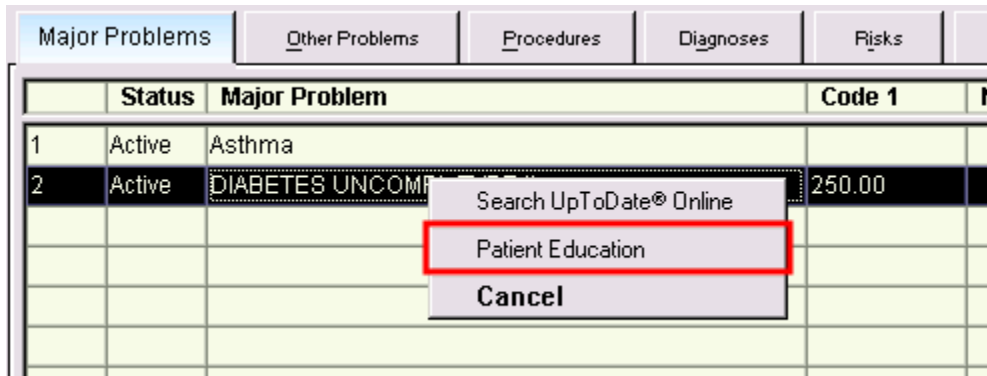 Major Problems Other Problems Procedures Diagnoses Risks
Status Major Problem Code 1
1 Active Asthma
2 Active DIABETES 250.00
Search UpToDate® Online
Patient Education
Cancel